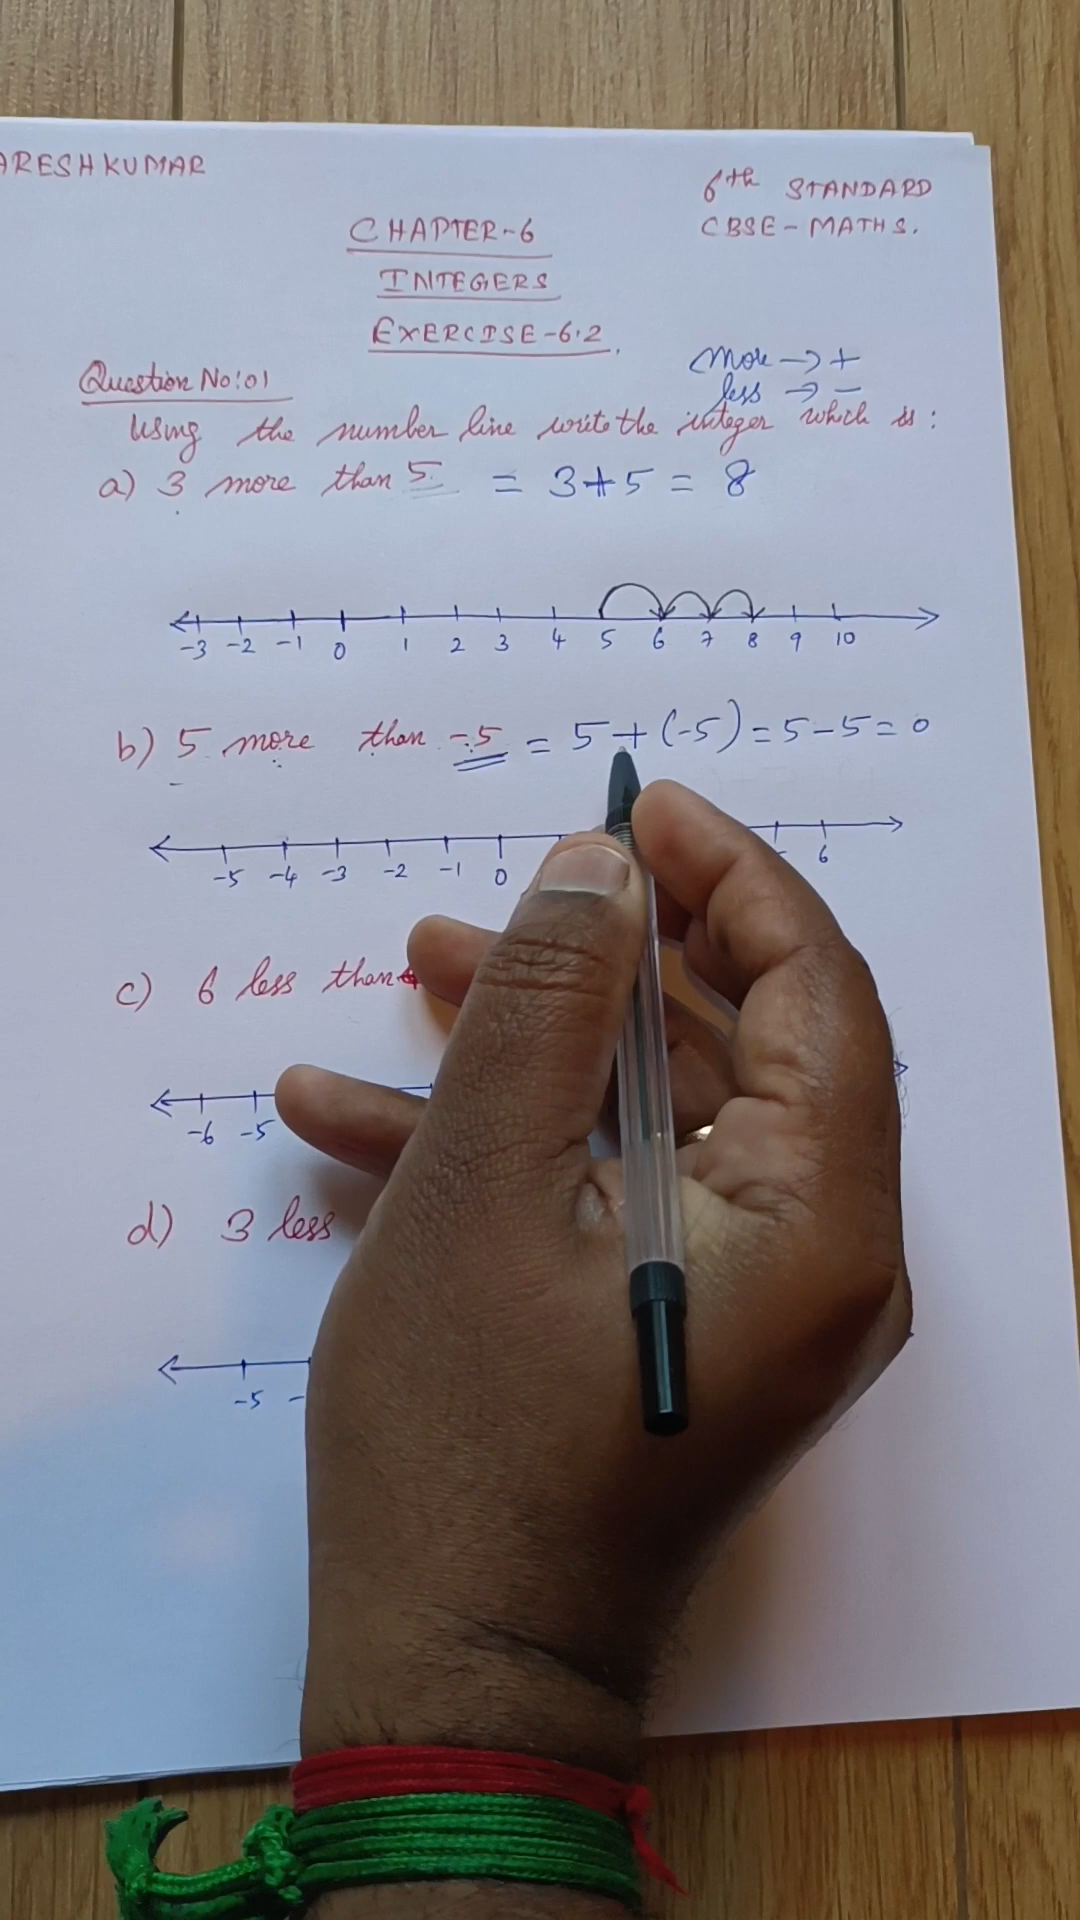 ARESHKUMAR
6th STANDARD
CBSE-MATHS.
CHAPTER-6
INTEGERS
EXERCISE-6.2.
Question No:01
More → +
less → -
Using the number line write the integer which is:
a) 3 more than 5. = 3+5 = 8
-3 -2 -1 0 1 2 3 4 5 6 7 8 9 10
b) 5 more than -5 = 5+(-5) = 5-5 = 0
-5 -4 -3 -2 -1 0 6
c) 6 less than
-6 -5
d) 3 less
-5 -